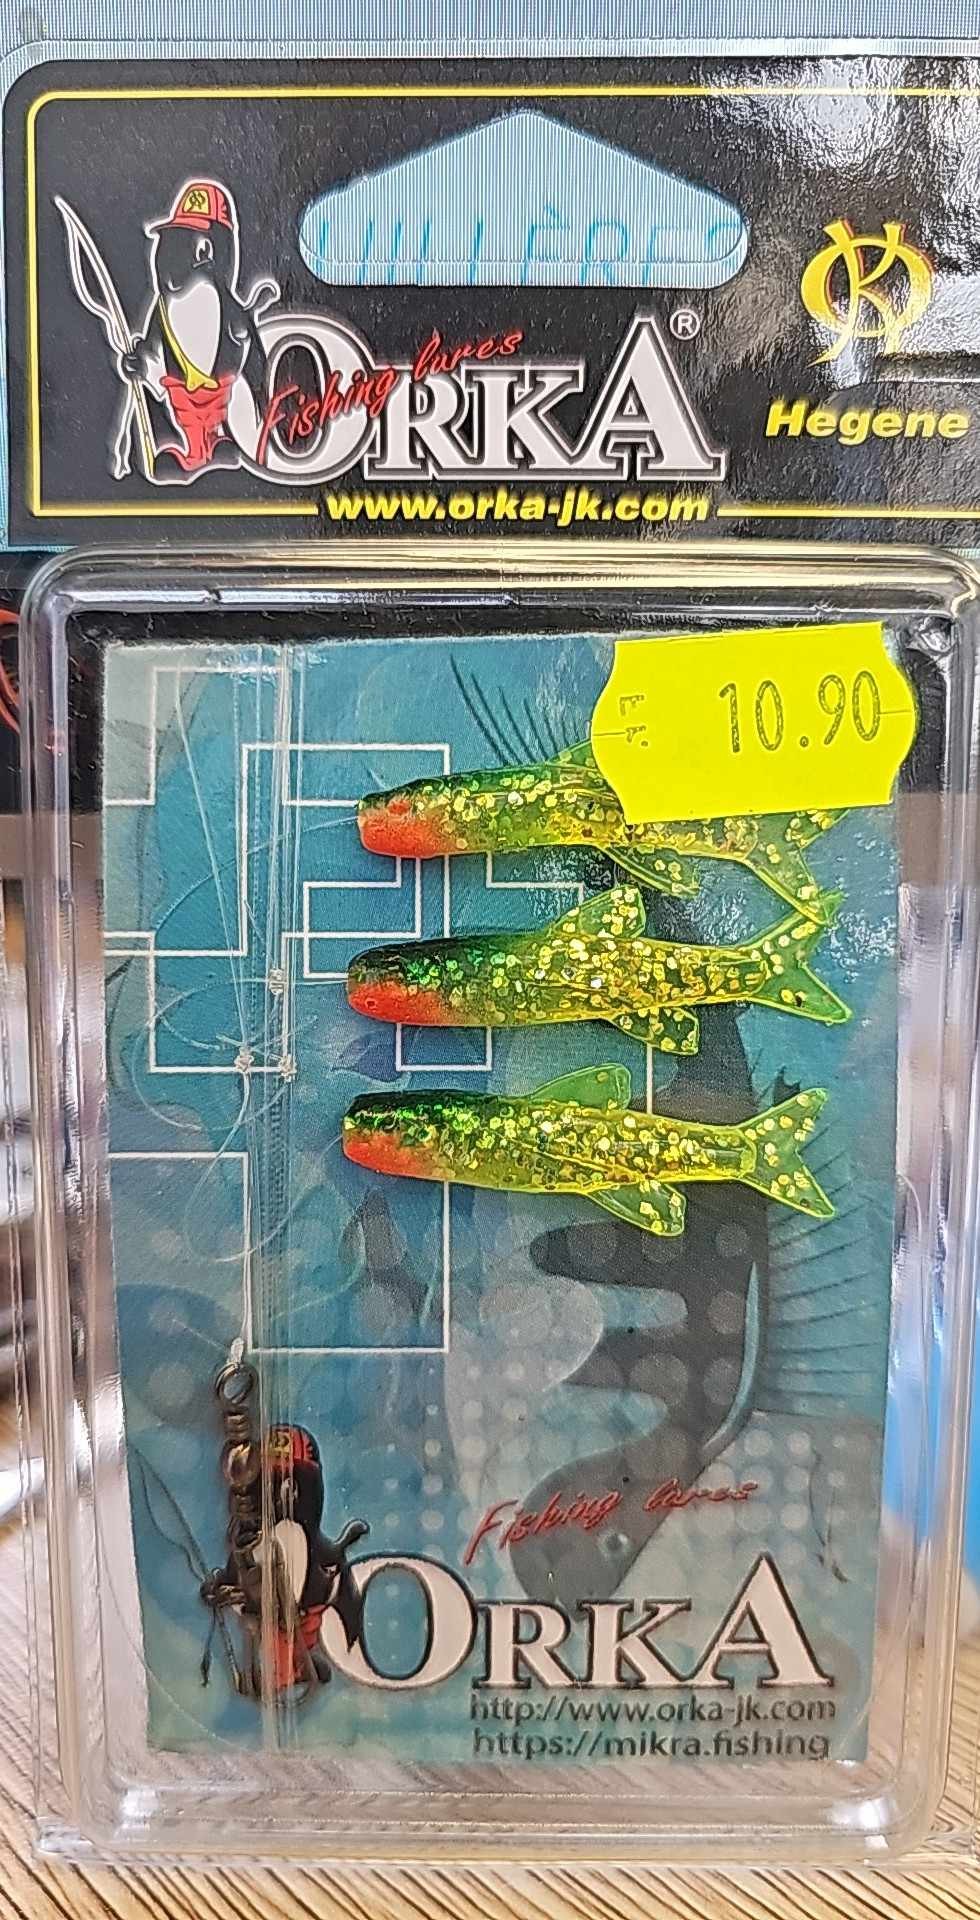 ORKA®
Fishing lures
Hegene
www.orka-jk.com
Fr. 10.90
Fishing lures
ORKA
http://www.orka-jk.com
https://mikra.fishing